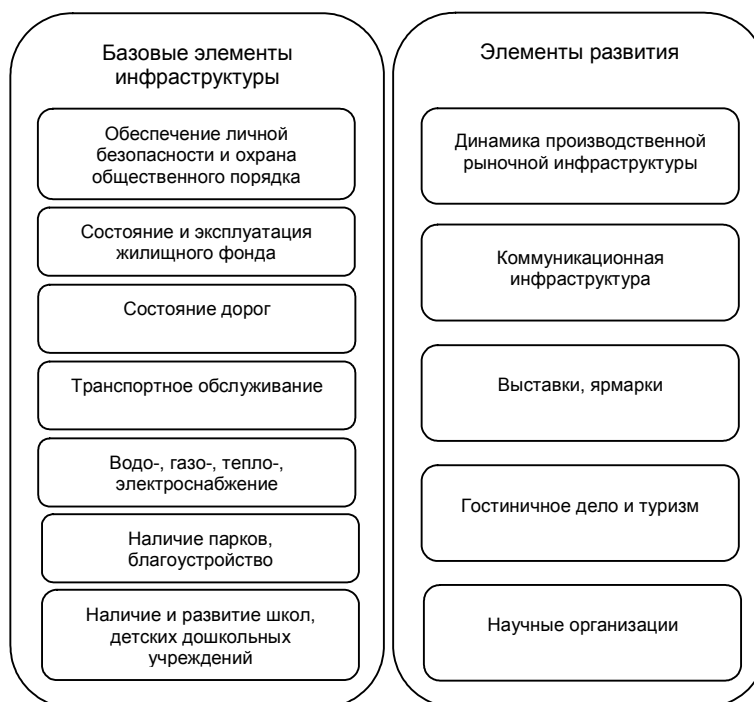 Базовые элементы
инфраструктуры
Обеспечение личной
безопасности и охрана
общественного порядка
Состояние и эксплуатация
жилищного фонда
Состояние дорог
Транспортное обслуживание
Водо-, газо-, тепло-,
электроснабжение
Наличие парков,
благоустройство
Наличие и развитие школ,
детских дошкольных
учреждений
Элементы развития
Динамика производственной
рыночной инфраструктуры
Коммуникационная
инфраструктура
Выставки, ярмарки
Гостиничное дело и туризм
Научные организации